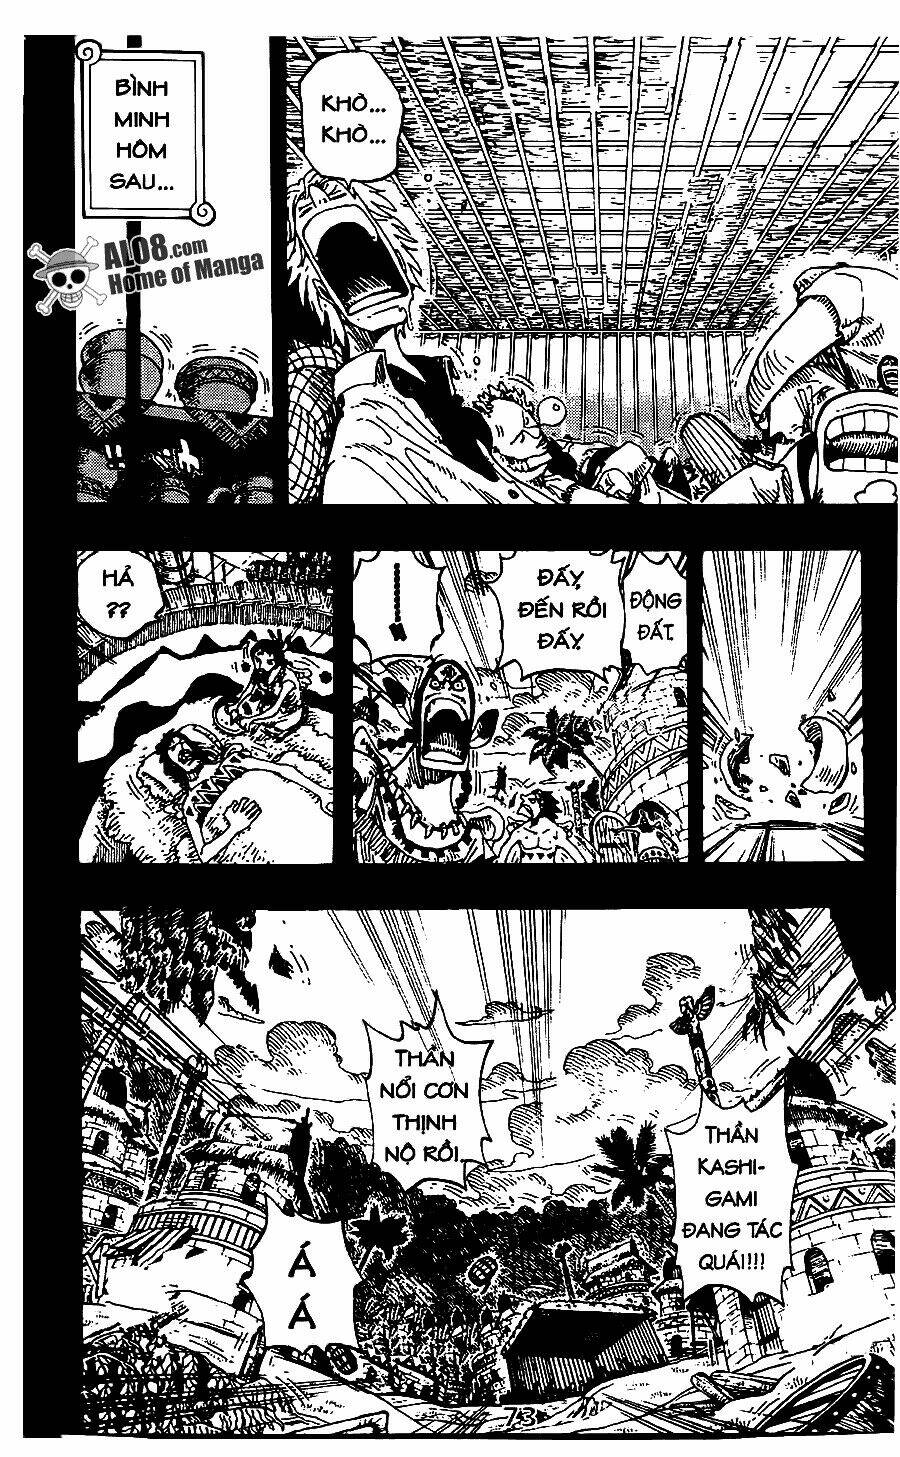 KHÒ...
KHÒ...
BÌNH
MINH
HÔM
SAU...
ALO8.com
Home of Manga
ĐỘNG
ĐẤT.
ĐẤY,
ĐẾN RỒI
ĐẤY.
HẢ
??
THẦN
KASHI-
GAMI
ĐANG TÁC
QUÁI!!!
THẦN
NỔI CƠN
THỊNH
NỘ RỒI.
Á
Á
73